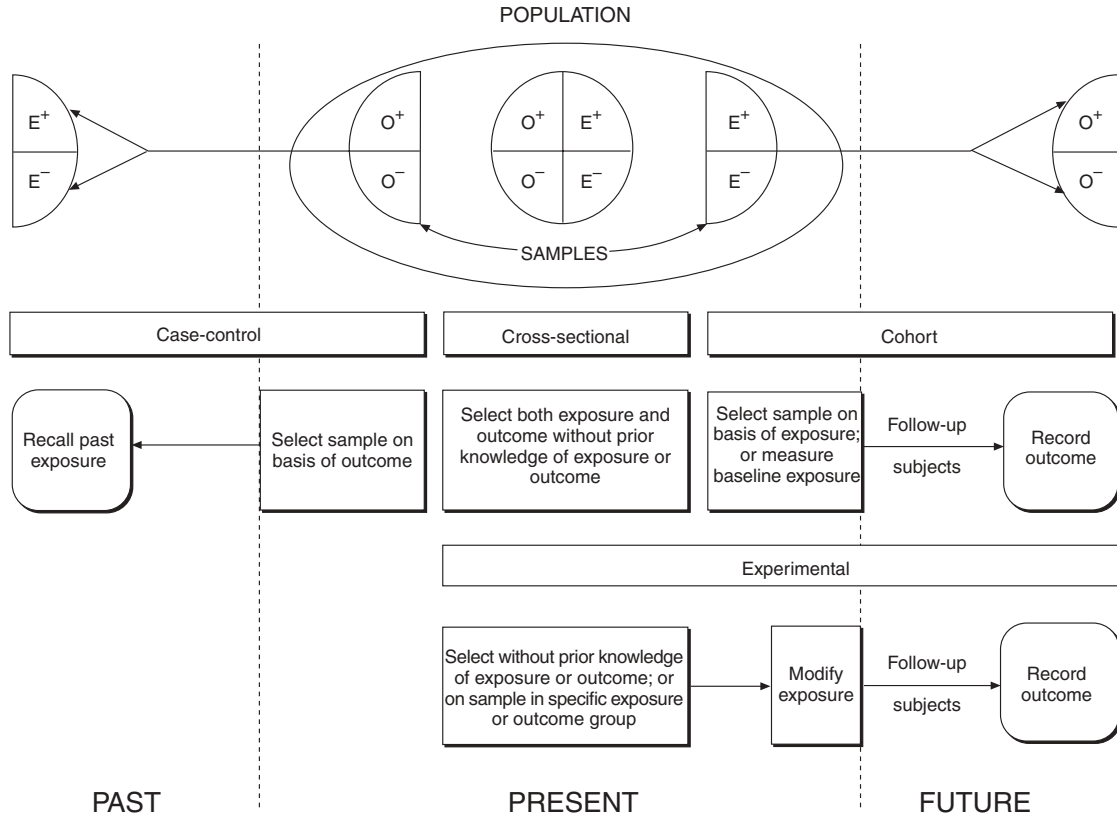 POPULATION
E+
E−
O+
O−
O+
E+
O−
E−
E+
E−
O+
O−
SAMPLES
Case-control
Cross-sectional
Cohort
Recall past
exposure
Select sample on
basis of outcome
Select both exposure and
outcome without prior
knowledge of exposure or
outcome
Select sample on
basis of exposure;
or measure
baseline exposure
Follow-up
subjects
Record
outcome
Experimental
Select without prior knowledge
of exposure or outcome; or
on sample in specific exposure
or outcome group
Modify
exposure
Follow-up
subjects
Record
outcome
PAST
PRESENT
FUTURE